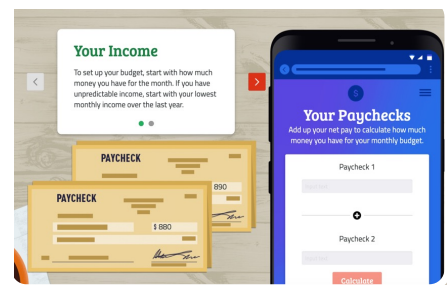 Your Income
To set up your budget, start with how much
money you have for the month. If you have
unpredictable income, start with your lowest
monthly income over the last year.
PAYCHECK
890
PAYCHECK
$ 880
Your Paychecks
Add up your net pay to calculate how much
money you have for your monthly budget.
Paycheck 1
Paycheck 2
Calculate